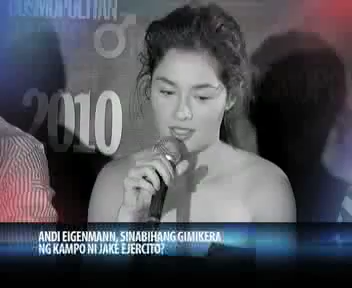 COSMOPOLITAN
2010
ANDI EIGENMANN, SINABIHANG GIMIKERA
NG KAMPO NI JAKE EJERCITO?